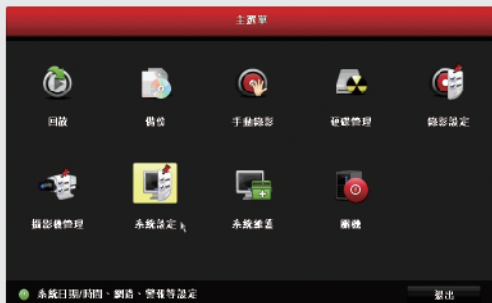 主選單
回放 備份 手動錄影 硬碟管理 錄影設定
攝影機管理 系統設定 系統維護 關機
系統日期/時間、網路、警報等設定
退出